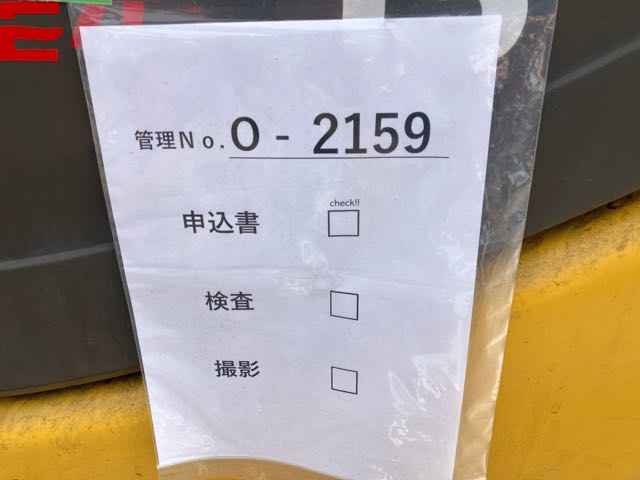 管理No. O - 2159
check!!
申込書 □
検査 □
撮影 □